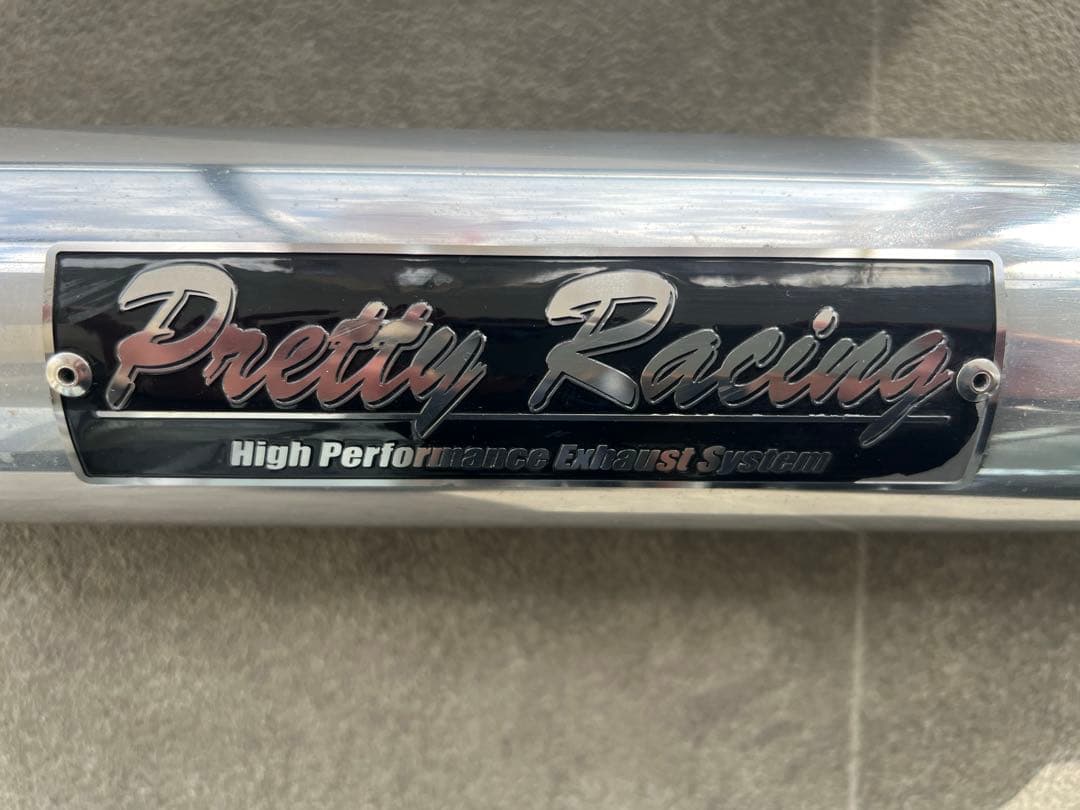 Pretty Racing
High Performance Exhaust System